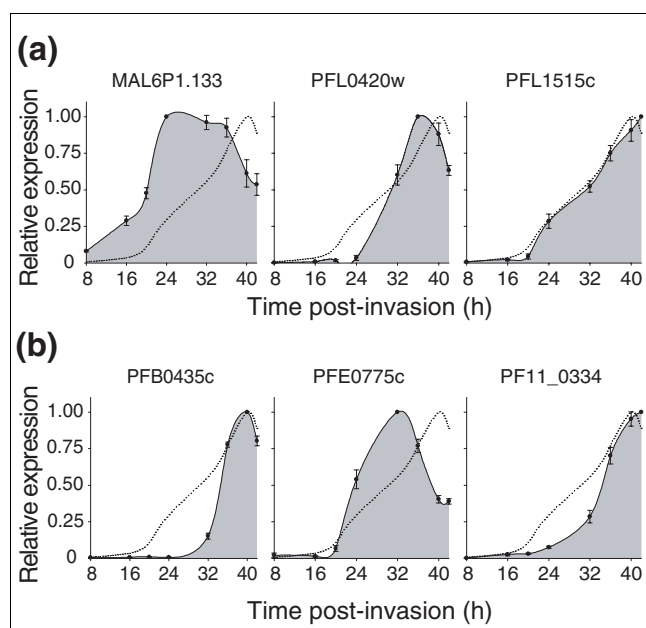 (a)
MAL6P1.133 PFL0420w PFL1515c
Relative expression
1.00
0.75
0.50
0.25
0
8 16 24 32 40 8 16 24 32 40 8 16 24 32 40
Time post-invasion (h)
(b)
PFB0435c PFE0775c PF11_0334
Relative expression
1.00
0.75
0.50
0.25
0
8 16 24 32 40 8 16 24 32 40 8 16 24 32 40
Time post-invasion (h)